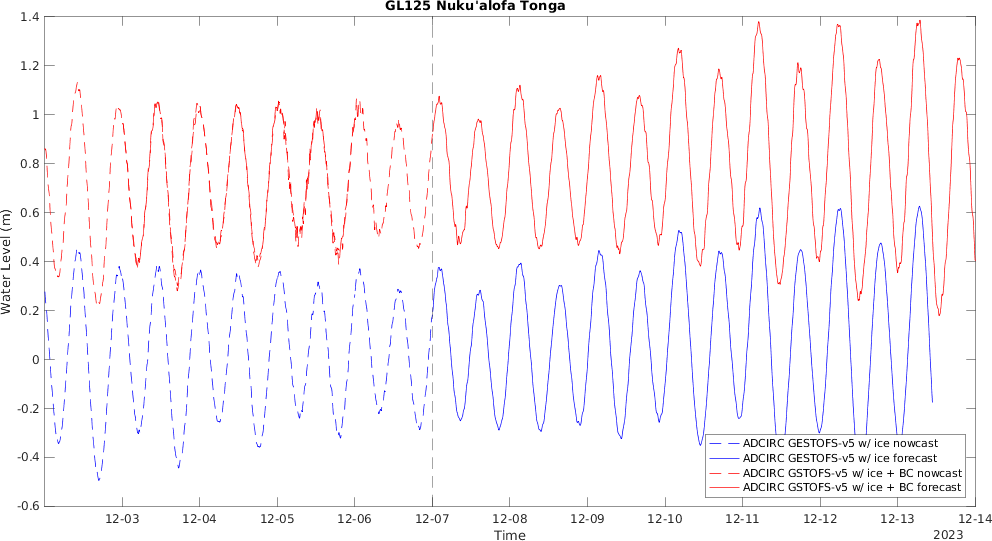 GL125 Nuku'alofa Tonga
1.4
1.2
1
0.8
0.6
0.4
0.2
0
-0.2
-0.4
-0.6
Water Level (m)
ADCIRC GESTOFS-v5 w/ ice nowcast
ADCIRC GESTOFS-v5 w/ ice forecast
ADCIRC GSTOFS-v5 w/ ice + BC nowcast
ADCIRC GSTOFS-v5 w/ ice + BC forecast
12-03 12-04 12-05 12-06 12-07 12-08 12-09 12-10 12-11 12-12 12-13 12-14
Time
2023